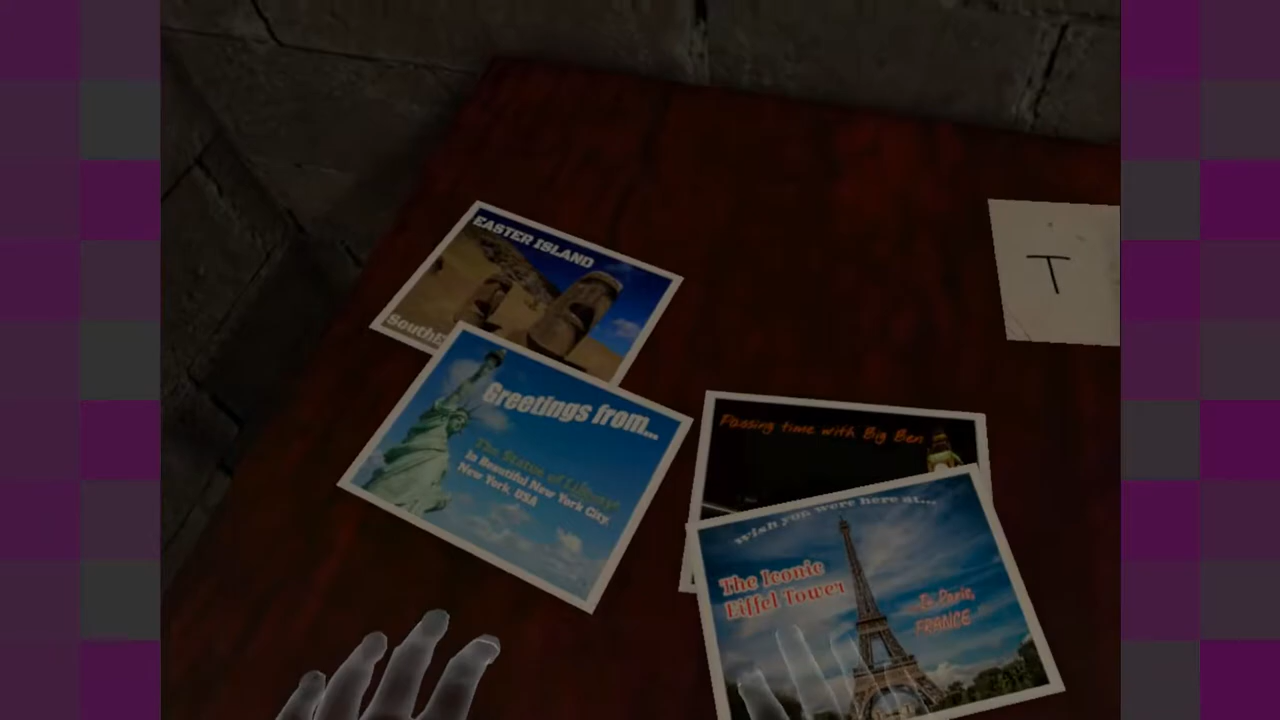 EASTER ISLAND
Greetings from...
The Statue of Liberty!
In Beautiful New York City,
New York, USA
T
Passing time with Big Ben
Wish you were here at...
The Iconic
Eiffel Tower
...In Paris,
FRANCE